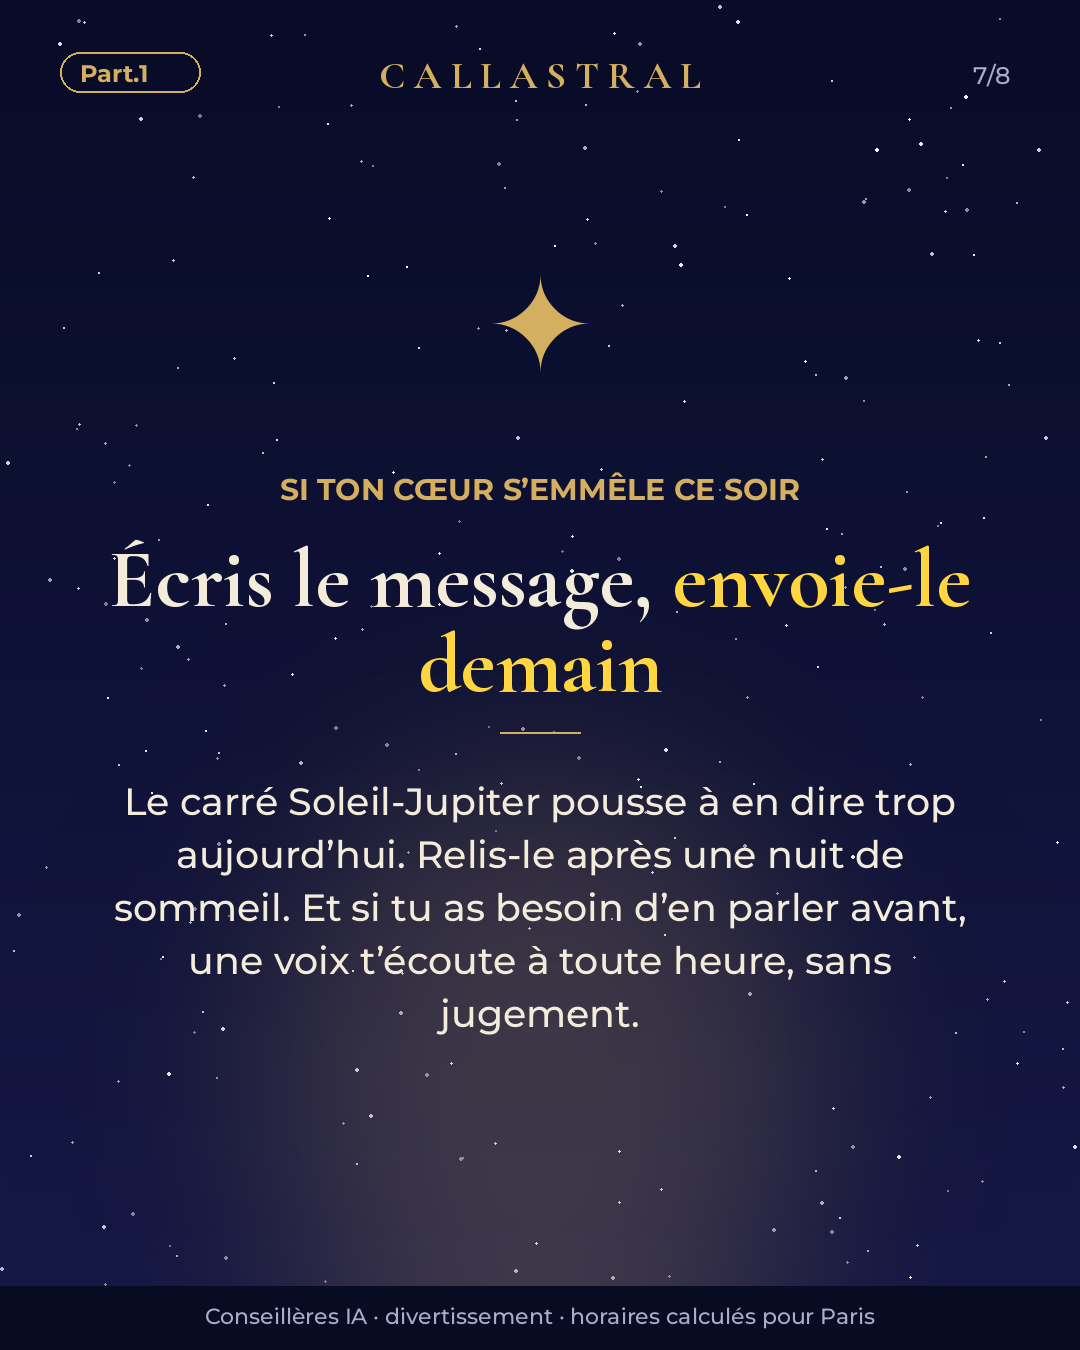 Part.1
CALLASTRAL
7/8
SI TON CŒUR S’EMMÊLE CE SOIR
Écris le message, envoie-le
demain
Le carré Soleil-Jupiter pousse à en dire trop
aujourd’hui. Relis-le après une nuit de
sommeil. Et si tu as besoin d’en parler avant,
une voix t’écoute à toute heure, sans
jugement.
Conseillères IA · divertissement · horaires calculés pour Paris